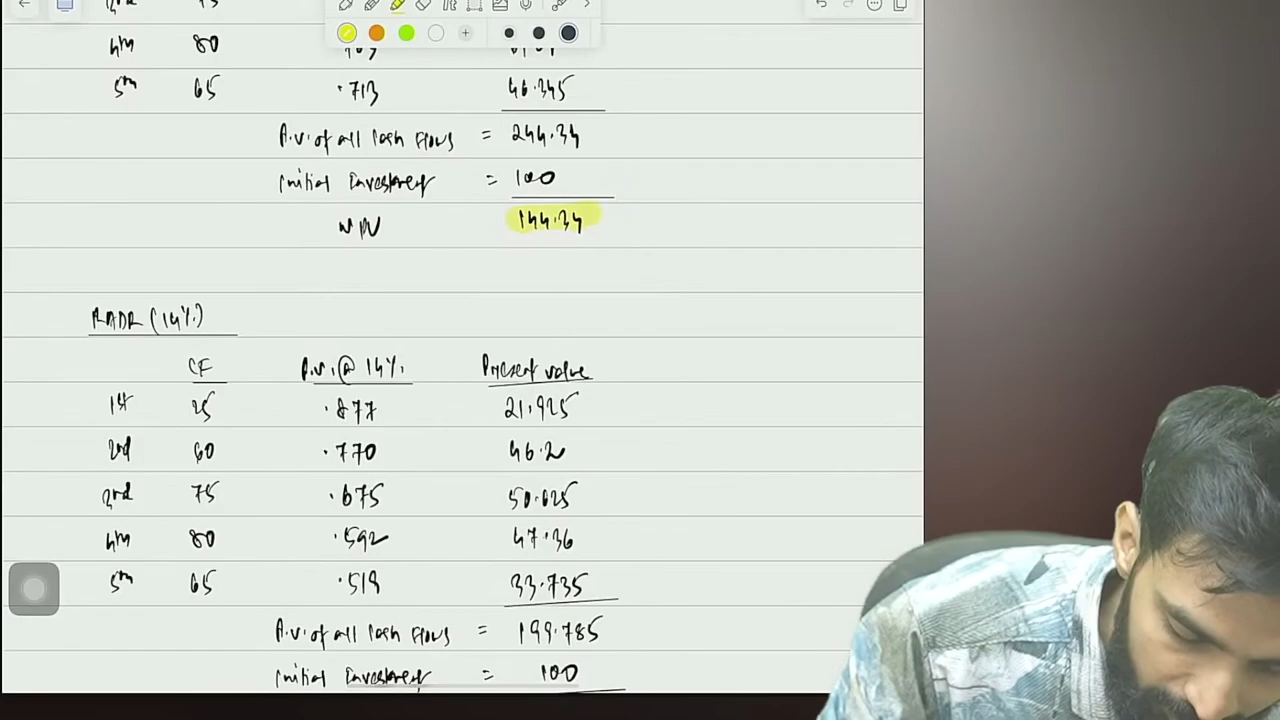 4th 80
5th 65 .713 46.345
P.V. of all Cash Flows = 244.34
Initial Investment = 100
NPV 144.34
RADR (14%)
CF P.V. @ 14% Present value
1st 25 .877 21.925
2nd 60 .770 46.2
3rd 75 .675 50.625
4th 80 .592 47.36
5th 65 .519 33.735
P.V. of all Cash Flows = 199.785
Initial Investment = 100